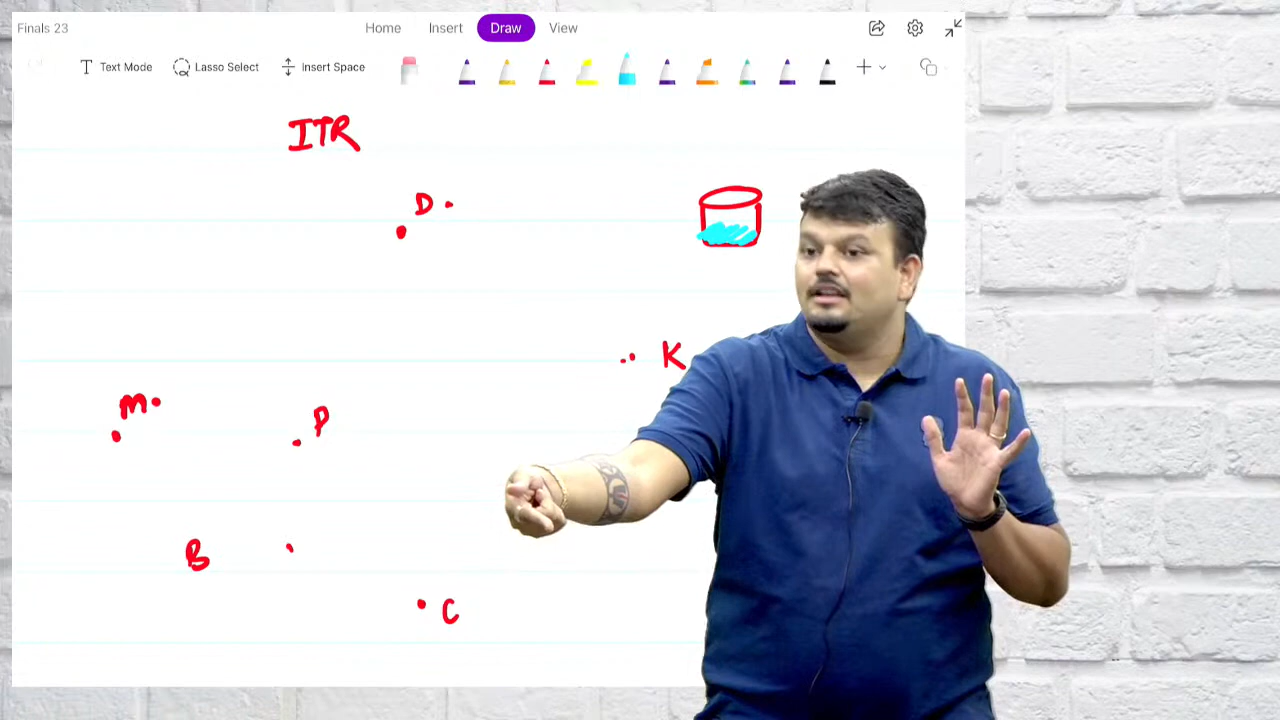 Finals 23
Home Insert Draw View
Text Mode Lasso Select Insert Space
ITR
D
K
M
P
B
C